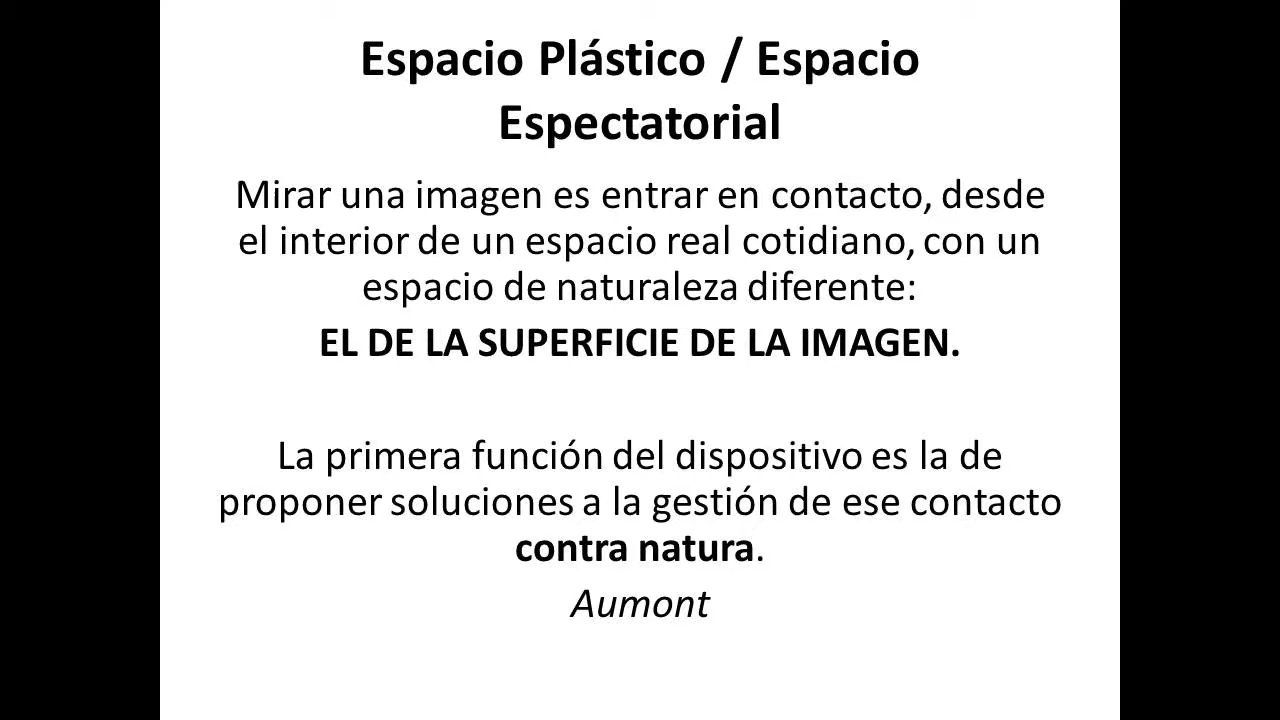 Espacio Plástico / Espacio
Espectatorial
Mirar una imagen es entrar en contacto, desde
el interior de un espacio real cotidiano, con un
espacio de naturaleza diferente:
EL DE LA SUPERFICIE DE LA IMAGEN.
La primera función del dispositivo es la de
proponer soluciones a la gestión de ese contacto
contra natura.
Aumont